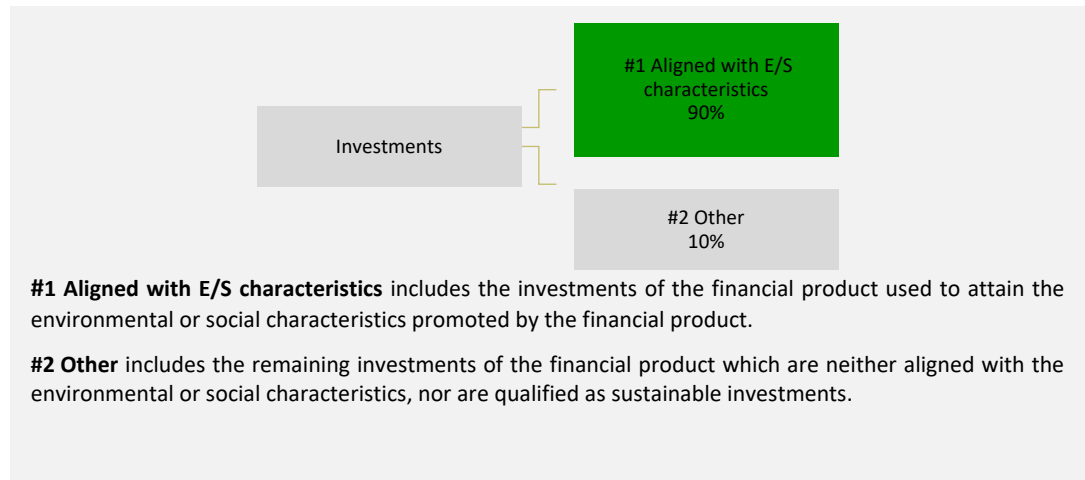 #1 Aligned with E/S
characteristics
90%
Investments
#2 Other
10%
#1 Aligned with E/S characteristics includes the investments of the financial product used to attain the
environmental or social characteristics promoted by the financial product.
#2 Other includes the remaining investments of the financial product which are neither aligned with the
environmental or social characteristics, nor are qualified as sustainable investments.